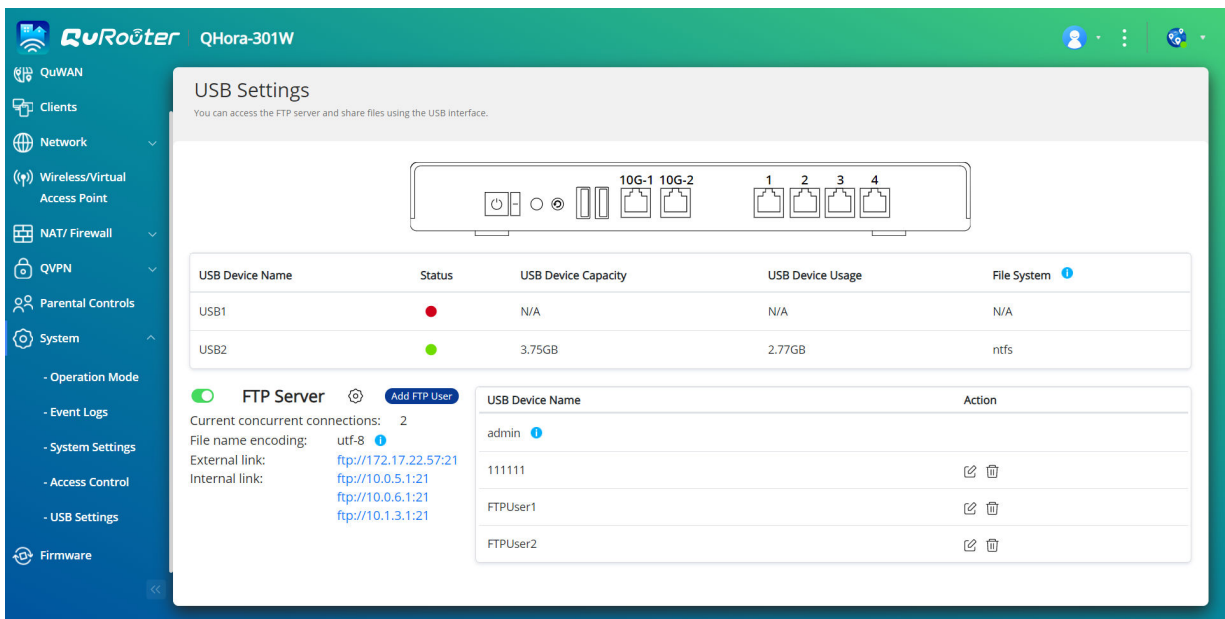 QuRouter QHora-301W
QuWAN
Clients
Network
Wireless/Virtual
Access Point
NAT/ Firewall
QVPN
Parental Controls
System
- Operation Mode
- Event Logs
- System Settings
- Access Control
- USB Settings
Firmware
USB Settings
You can access the FTP server and share files using the USB interface.
10G-1 10G-2 1 2 3 4
USB Device Name Status USB Device Capacity USB Device Usage File System
USB1 N/A N/A N/A
USB2 3.75GB 2.77GB ntfs
FTP Server Add FTP User
Current concurrent connections: 2
File name encoding: utf-8
External link: ftp://172.17.22.57:21
Internal link: ftp://10.0.5.1:21
ftp://10.0.6.1:21
ftp://10.1.3.1:21
USB Device Name Action
admin
111111
FTPUser1
FTPUser2